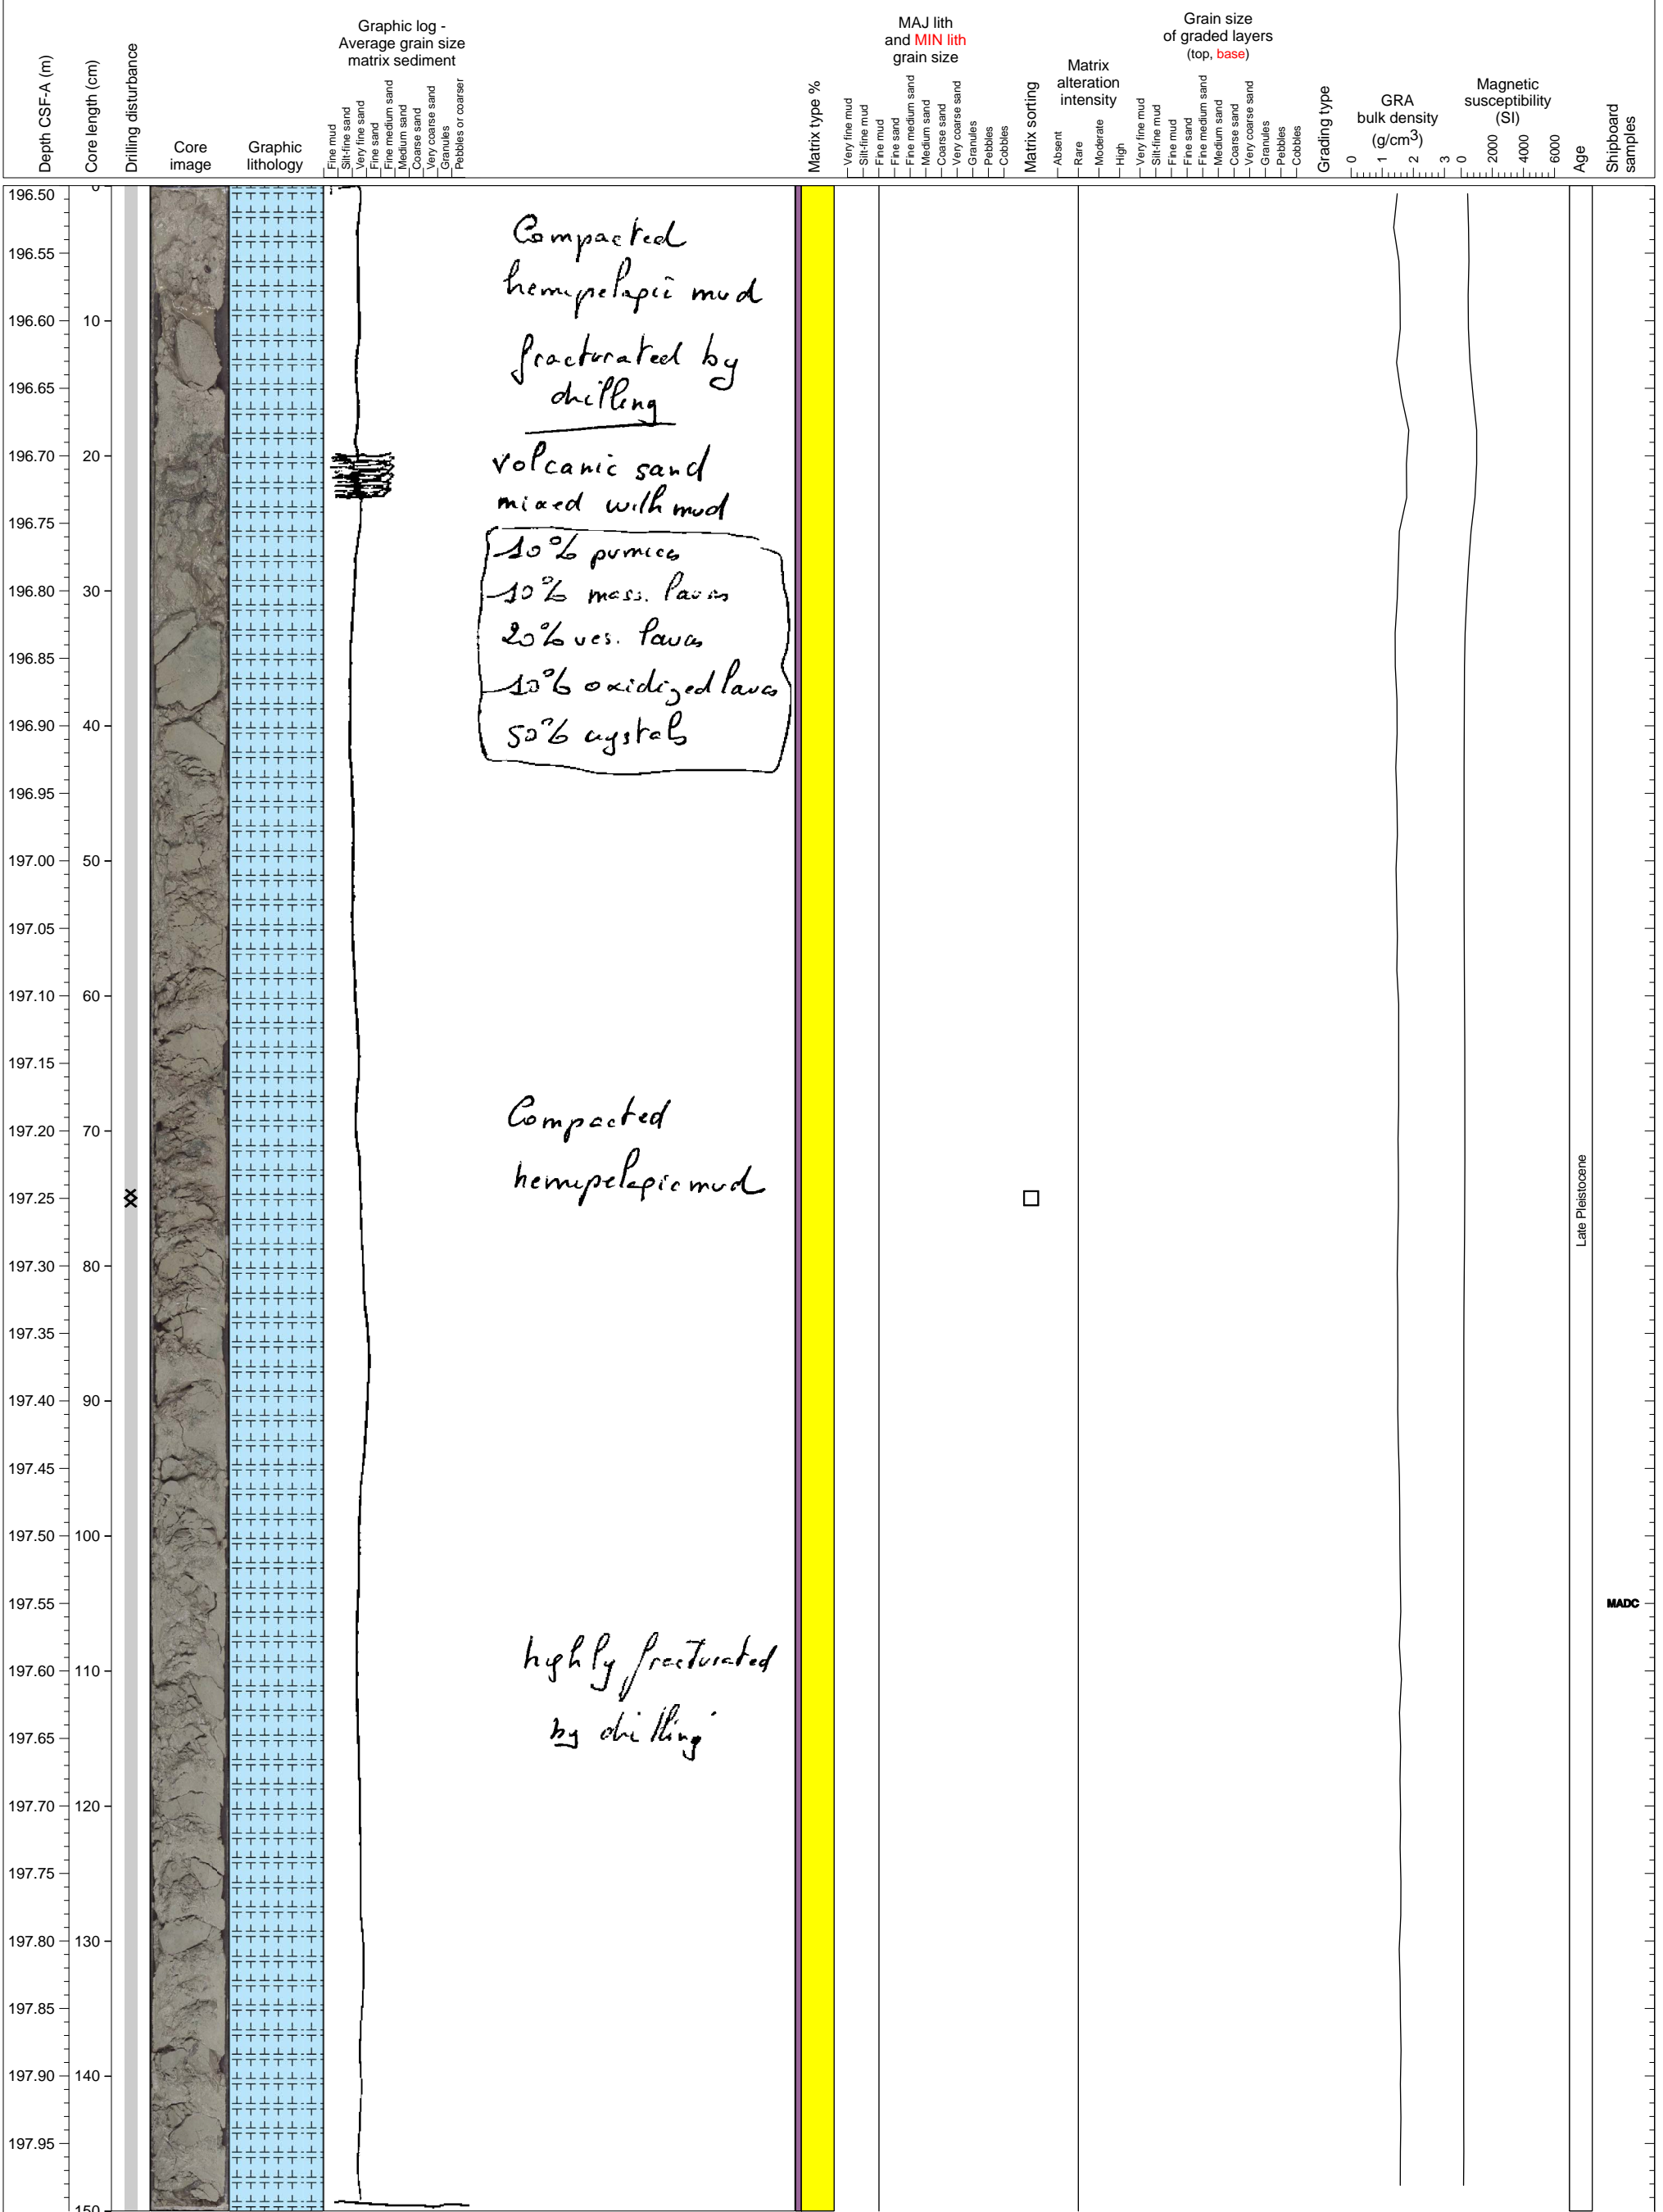 Depth CSF-A (m)
Core length (cm)
Drilling disturbance
Core
image
Graphic
lithology
Graphic log -
Average grain size
matrix sediment
Fine mud
Silt-fine sand
Very fine sand
Fine sand
Fine medium sand
Medium sand
Coarse sand
Very coarse sand
Granules
Pebbles or coarser
Matrix type %
MAJ lith
and MIN lith
grain size
Very fine mud
Silt-fine mud
Fine mud
Fine sand
Fine medium sand
Medium sand
Coarse sand
Very coarse sand
Granules
Pebbles
Cobbles
Matrix sorting
Matrix
alteration
intensity
Absent
Rare
Moderate
High
Grain size
of graded layers
(top, base)
Very fine mud
Silt-fine mud
Fine mud
Fine sand
Fine medium sand
Medium sand
Coarse sand
Very coarse sand
Granules
Pebbles
Cobbles
Grading type
GRA
bulk density
(g/cm3)
0 1 2 3
Magnetic
susceptibility
(SI)
0 2000 4000 6000
Age
Shipboard
samples
196.50 0
196.55
196.60 10
196.65
196.70 20
196.75
196.80 30
196.85
196.90 40
196.95
197.00 50
197.05
197.10 60
197.15
197.20 70
197.25
197.30 80
197.35
197.40 90
197.45
197.50 100
197.55
197.60 110
197.65
197.70 120
197.75
197.80 130
197.85
197.90 140
197.95
150
Compacted
hemipelagic mud
fracturated by
drilling
volcanic sand
mixed with mud
10% pumices
10% mass. lavas
20% ves. lavas
10% oxidized lavas
50% crystals
Compacted
hemipelagic mud
highly fracturated
by drilling
Late Pleistocene
MADC